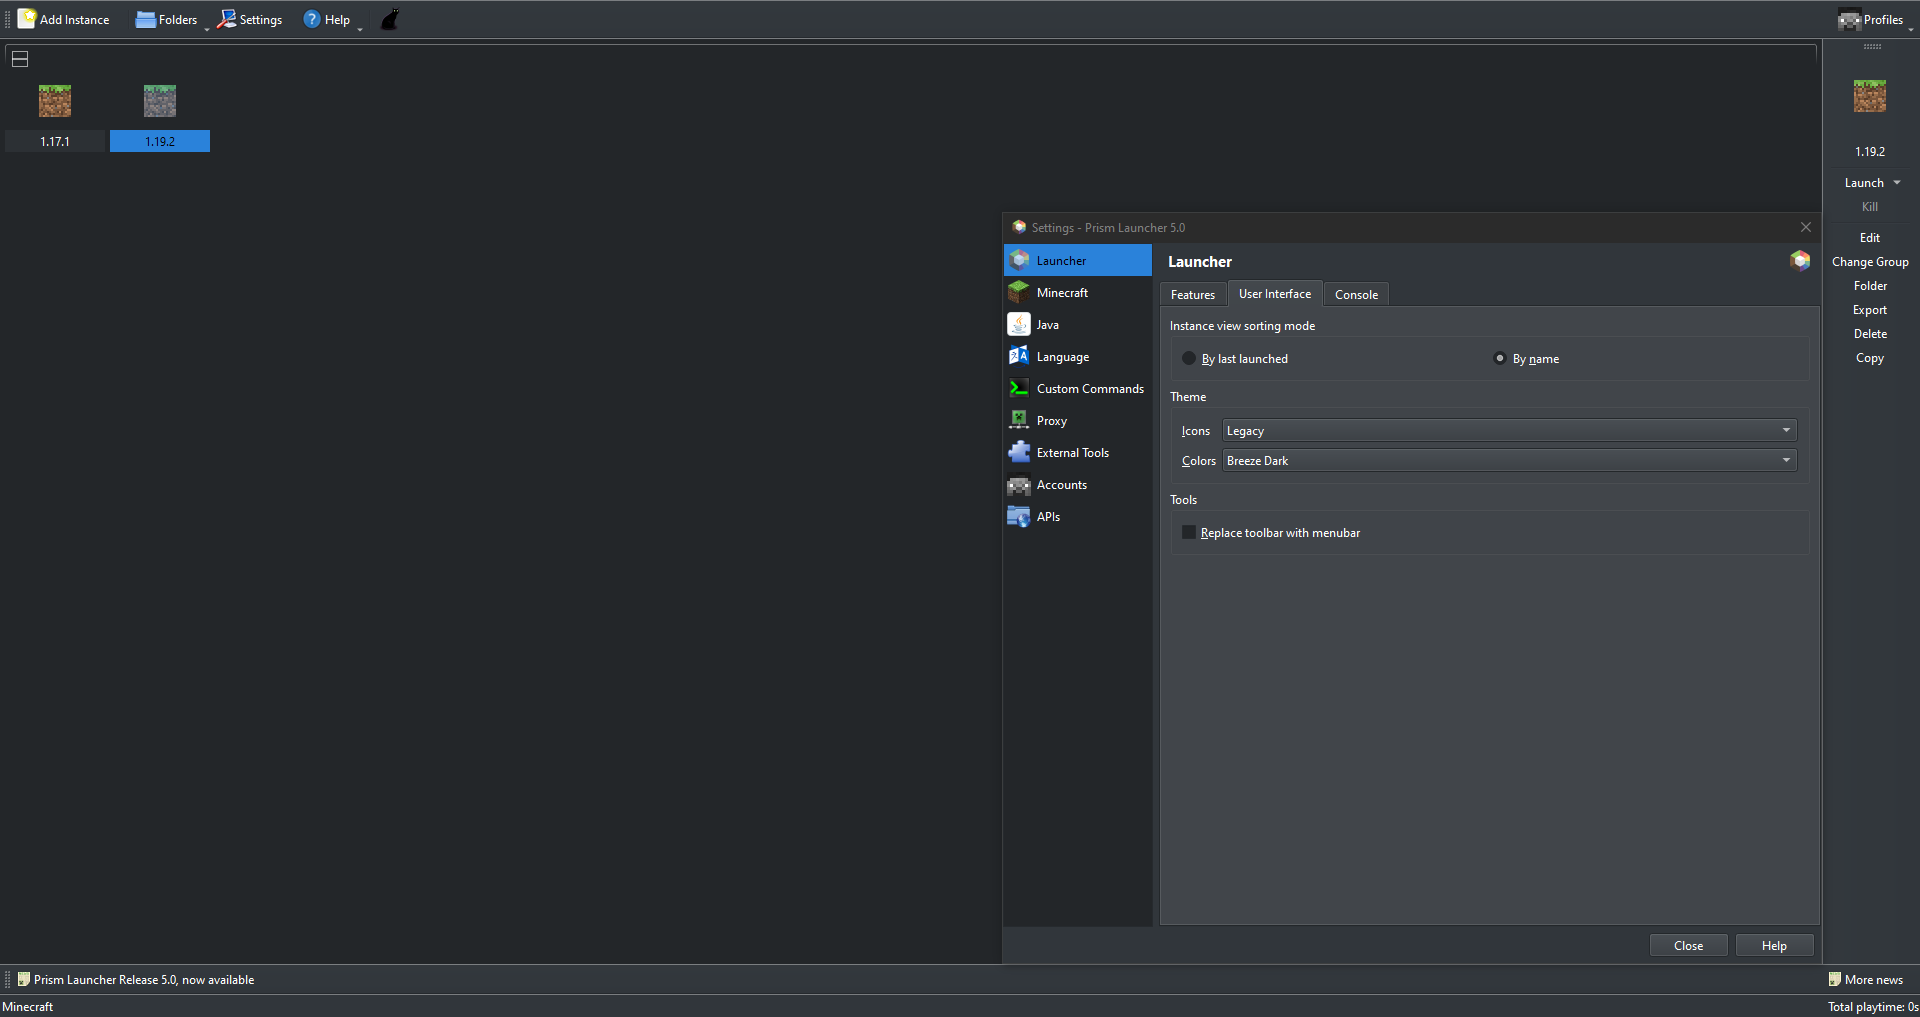 Add Instance
Folders
Settings
Help
Profiles
1.17.1
1.19.2
1.19.2
Launch
Kill
Edit
Change Group
Folder
Export
Delete
Copy
Settings - Prism Launcher 5.0
Launcher
Minecraft
Java
Language
Custom Commands
Proxy
External Tools
Accounts
APIs
Launcher
Features
User Interface
Console
Instance view sorting mode
By last launched
By name
Theme
Icons
Legacy
Colors
Breeze Dark
Tools
Replace toolbar with menubar
Close
Help
Prism Launcher Release 5.0, now available
More news
Minecraft
Total playtime: 0s